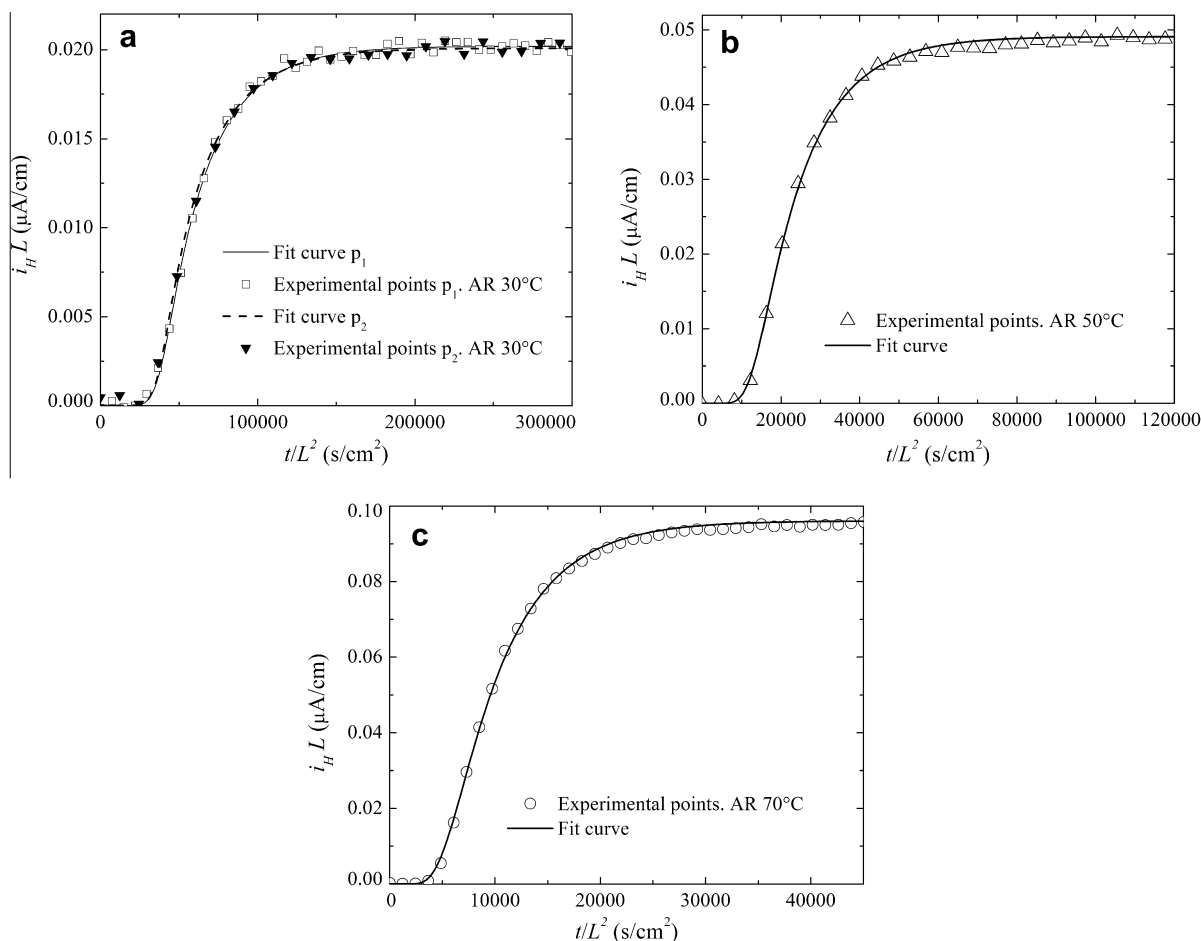 a
0.020
0.015
0.010
0.005
0.000
i_H L (µA/cm)
Fit curve p₁
Experimental points p₁. AR 30°C
Fit curve p₂
Experimental points p₂. AR 30°C
0 100000 200000 300000
t/L² (s/cm²)
b
0.05
0.04
0.03
0.02
0.01
0.00
i_H L (µA/cm)
Experimental points. AR 50°C
Fit curve
0 20000 40000 60000 80000 100000 120000
t/L² (s/cm²)
c
0.10
0.08
0.06
0.04
0.02
0.00
i_H L (µA/cm)
Experimental points. AR 70°C
Fit curve
0 10000 20000 30000 40000
t/L² (s/cm²)